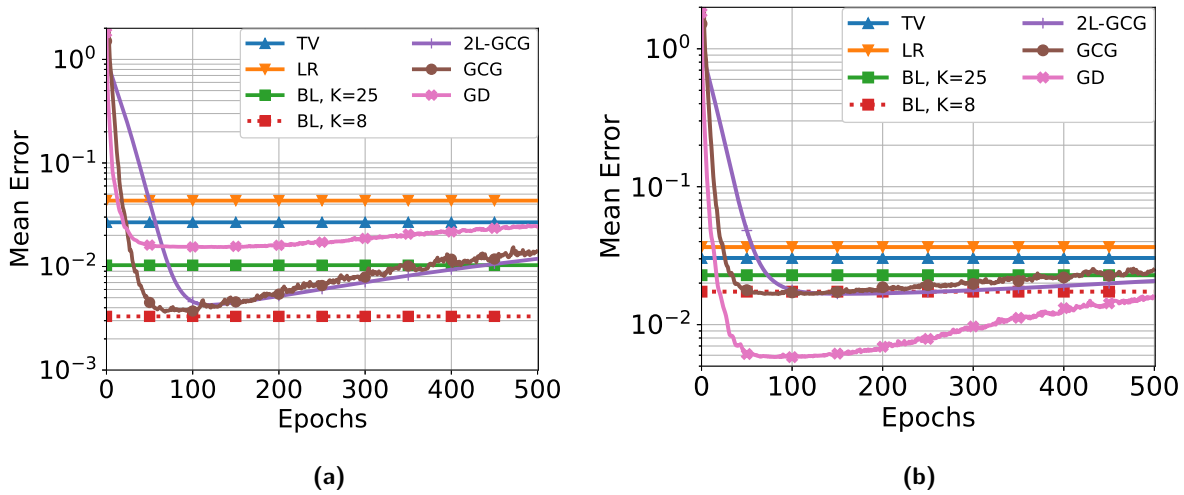 10⁰
10⁻¹
10⁻²
10⁻³
Mean Error
0 100 200 300 400 500
Epochs
TV
LR
BL, K=25
BL, K=8
2L-GCG
GCG
GD
(a)
10⁰
10⁻¹
10⁻²
Mean Error
0 100 200 300 400 500
Epochs
TV
LR
BL, K=25
BL, K=8
2L-GCG
GCG
GD
(b)